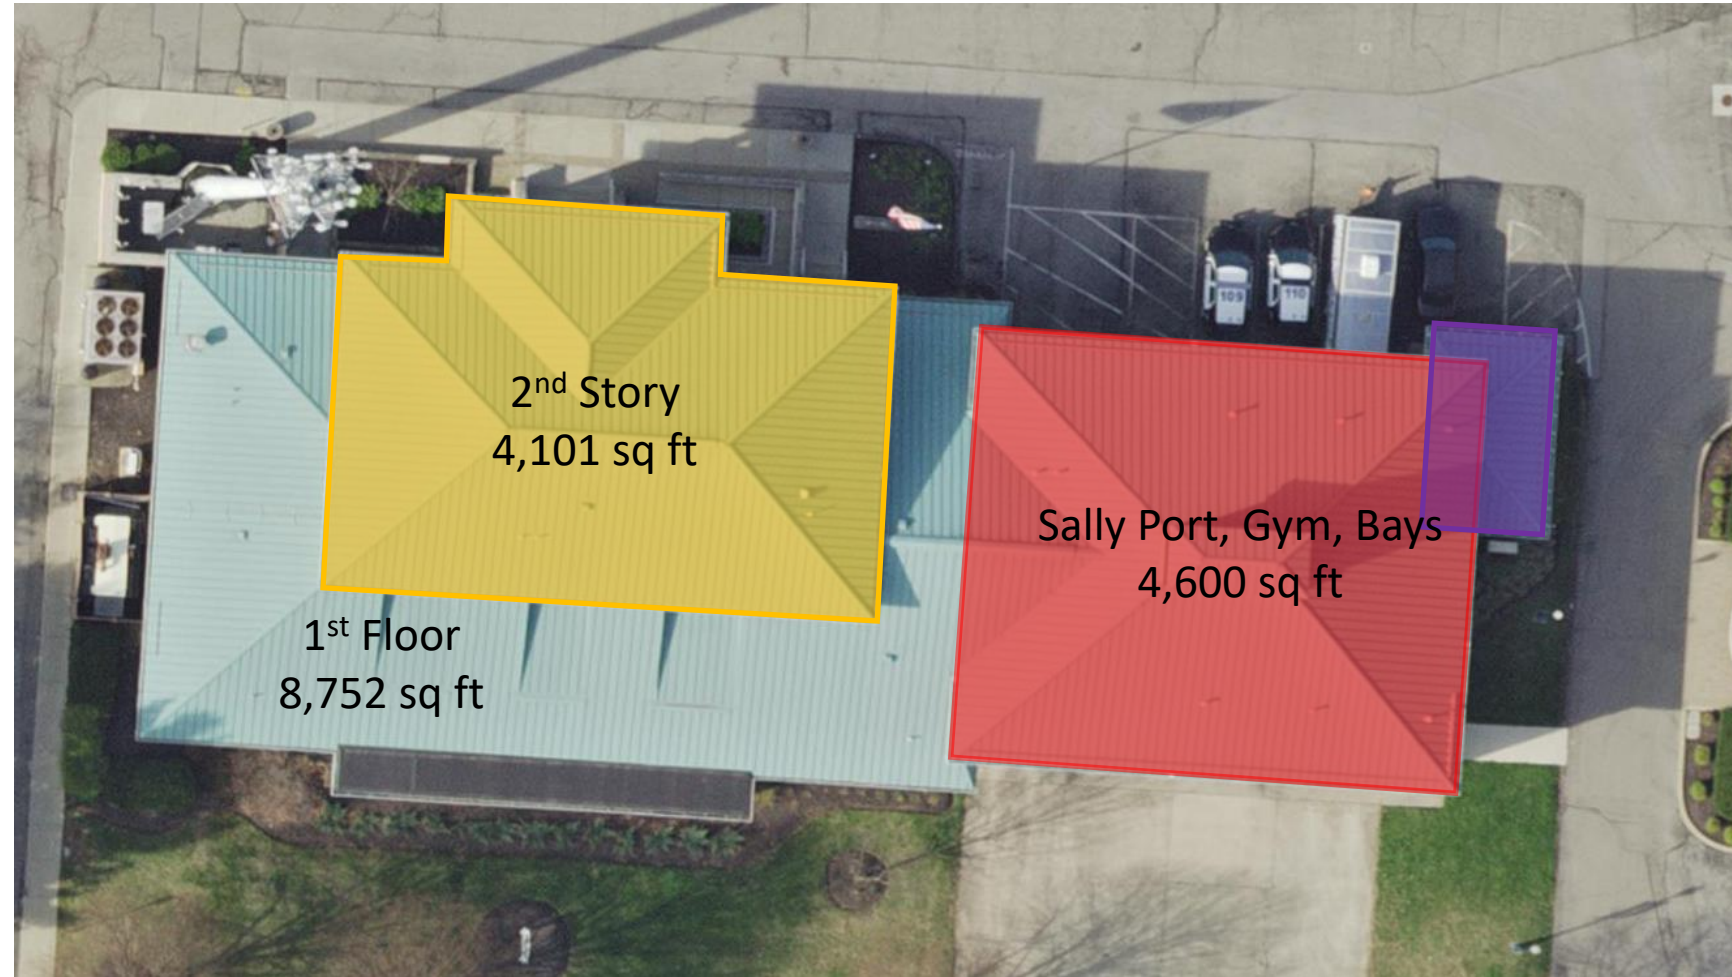 2nd Story
4,101 sq ft
109
110
Sally Port, Gym, Bays
4,600 sq ft
1st Floor
8,752 sq ft